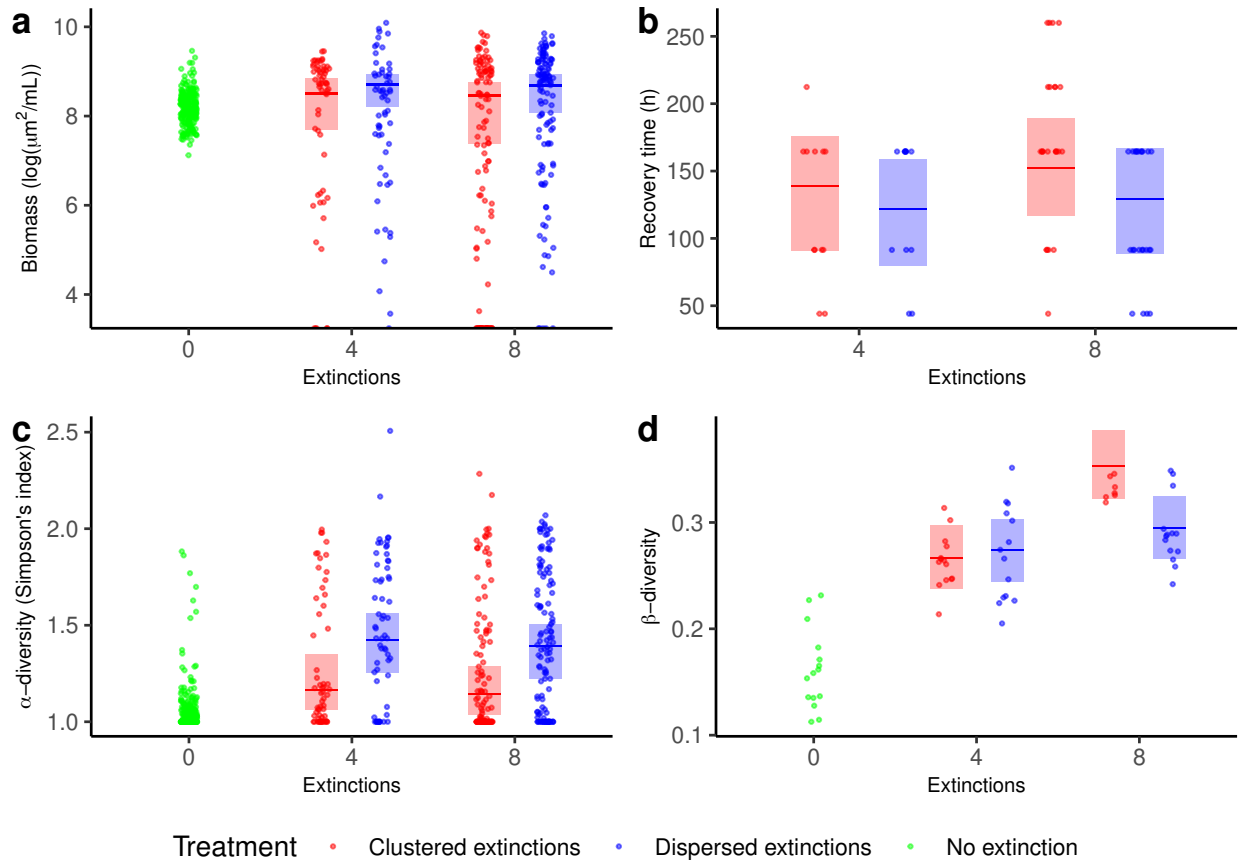 a
Biomass (log(μm²/mL))
10
8
6
4
0
4
8
Extinctions
b
Recovery time (h)
250
200
150
100
50
4
8
Extinctions
c
α−diversity (Simpson's index)
2.5
2.0
1.5
1.0
0
4
8
Extinctions
d
β−diversity
0.3
0.2
0.1
0
4
8
Extinctions
Treatment Clustered extinctions Dispersed extinctions No extinction